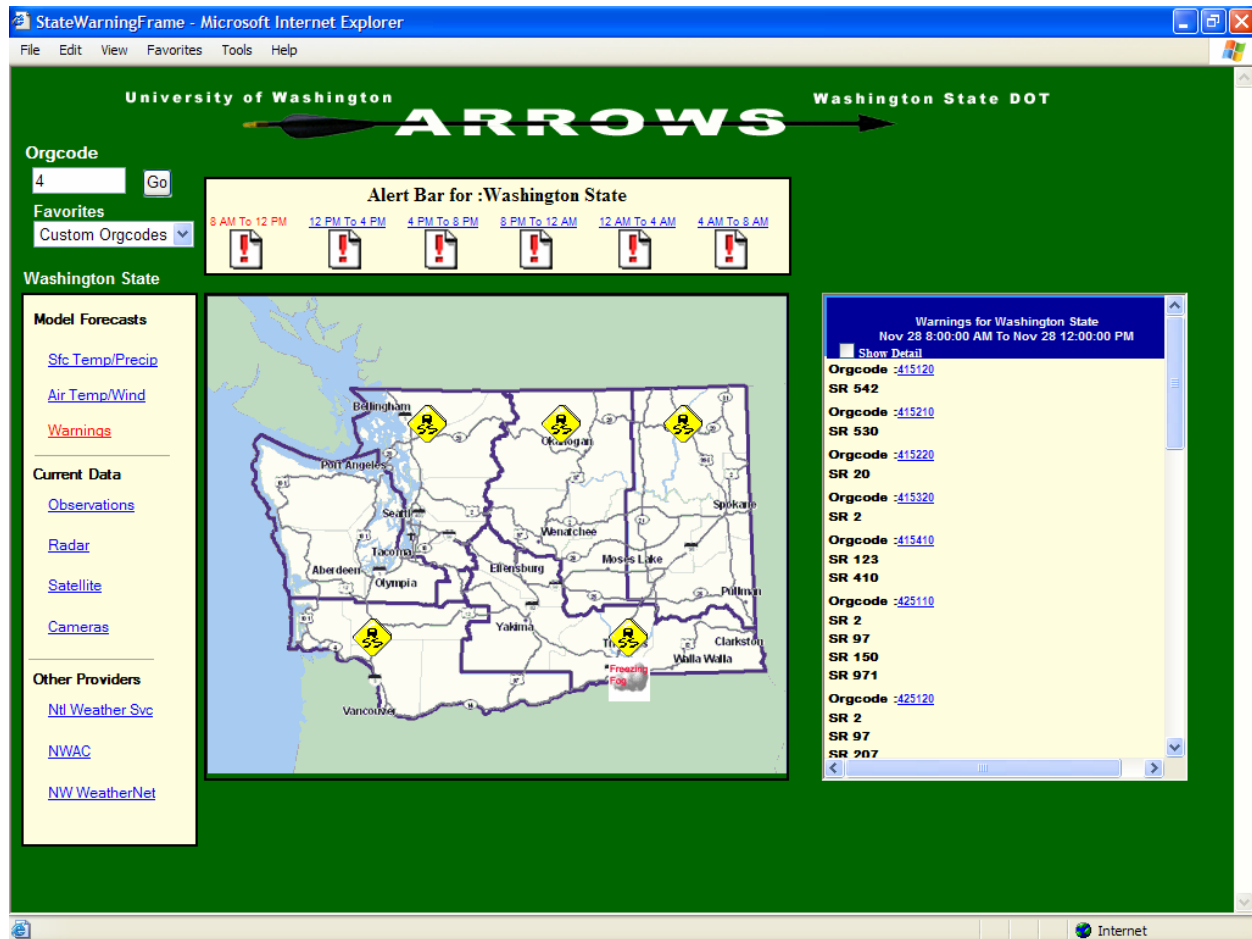 StateWarningFrame - Microsoft Internet Explorer
File Edit View Favorites Tools Help
University of Washington
ARROWS
Washington State DOT
Orgcode
4
Go
Favorites
Custom Orgcodes
Washington State
Alert Bar for :Washington State
8 AM To 12 PM 12 PM To 4 PM 4 PM To 8 PM 8 PM To 12 AM 12 AM To 4 AM 4 AM To 8 AM
Model Forecasts
Sfc Temp/Precip
Air Temp/Wind
Warnings
Current Data
Observations
Radar
Satellite
Cameras
Other Providers
Ntl Weather Svc
NWAC
NW WeatherNet
Bellingham
Okanogan
Port Angeles
Spokane
Wenatchee
Tacoma
Moses Lake
Aberdeen
Olympia
Ellensburg
Pullman
Yakima
Clarkston
Walla Walla
Freezing
Fog
Vancouver
Warnings for Washington State
Nov 28 8:00:00 AM To Nov 28 12:00:00 PM
Show Detail
Orgcode :415120
SR 542
Orgcode :415210
SR 530
Orgcode :415220
SR 20
Orgcode :415320
SR 2
Orgcode :415410
SR 123
SR 410
Orgcode :425110
SR 2
SR 97
SR 150
SR 971
Orgcode :425120
SR 2
SR 97
SR 207
Internet